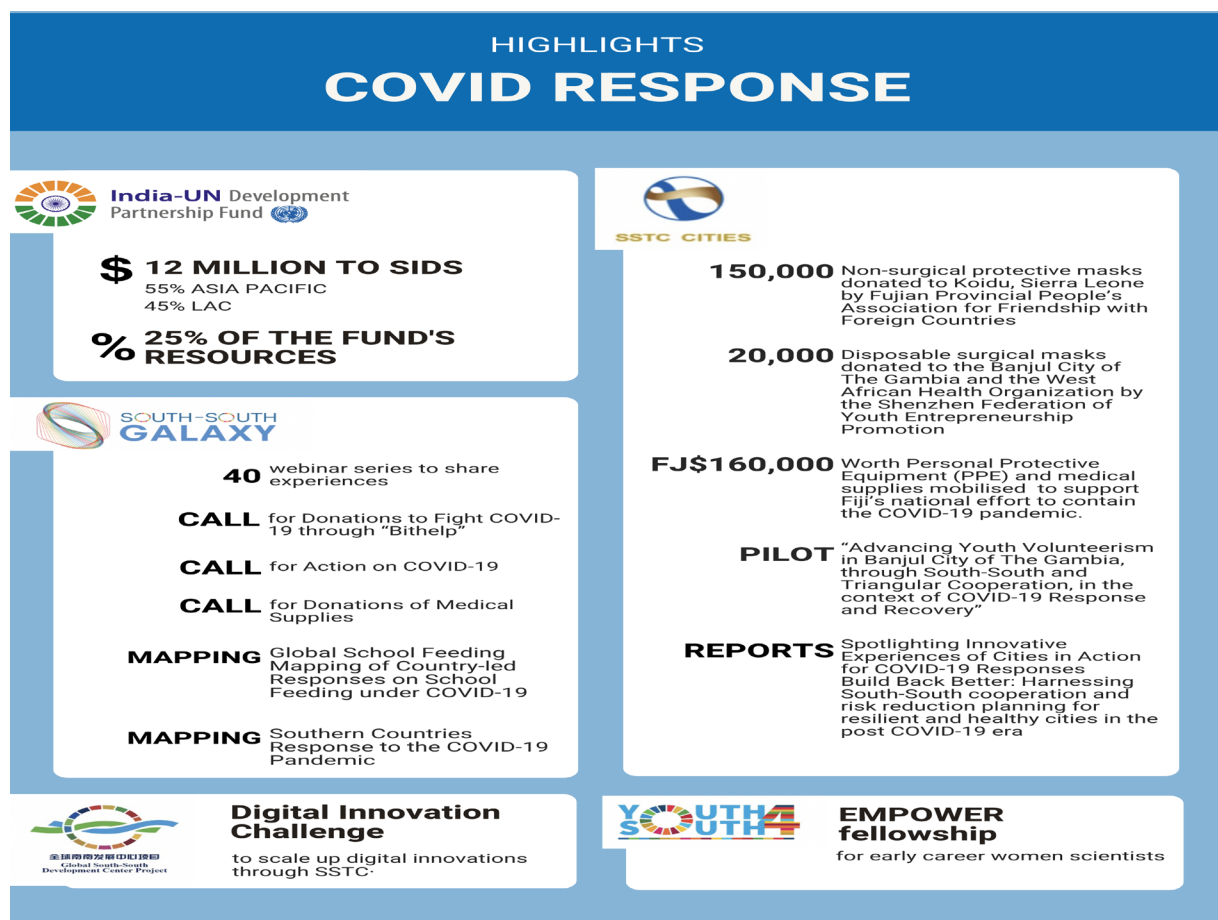 HIGHLIGHTS
COVID RESPONSE
India-UN Development
Partnership Fund
$ 12 MILLION TO SIDS
55% ASIA PACIFIC
45% LAC
% 25% OF THE FUND'S
RESOURCES
SOUTH-SOUTH
GALAXY
40 webinar series to share
experiences
CALL for Donations to Fight COVID-
19 through “Bithelp”
CALL for Action on COVID-19
CALL for Donations of Medical
Supplies
MAPPING Global School Feeding
Mapping of Country-led
Responses on School
Feeding under COVID-19
MAPPING Southern Countries
Response to the COVID-19
Pandemic
SSTC CITIES
150,000 Non-surgical protective masks
donated to Koidu, Sierra Leone
by Fujian Provincial People’s
Association for Friendship with
Foreign Countries
20,000 Disposable surgical masks
donated to the Banjul City of
The Gambia and the West
African Health Organization by
the Shenzhen Federation of
Youth Entrepreneurship
Promotion
FJ$160,000 Worth Personal Protective
Equipment (PPE) and medical
supplies mobilised to support
Fiji’s national effort to contain
the COVID-19 pandemic.
PILOT “Advancing Youth Volunteerism
in Banjul City of The Gambia,
through South-South and
Triangular Cooperation, in the
context of COVID-19 Response
and Recovery”
REPORTS Spotlighting Innovative
Experiences of Cities in Action
for COVID-19 Responses
Build Back Better: Harnessing
South-South cooperation and
risk reduction planning for
resilient and healthy cities in the
post COVID-19 era
全球南南发展中心项目
Global South-South
Development Center Project
Digital Innovation
Challenge
to scale up digital innovations
through SSTC·
YOUTH4
SOUTH
EMPOWER
fellowship
for early career women scientists